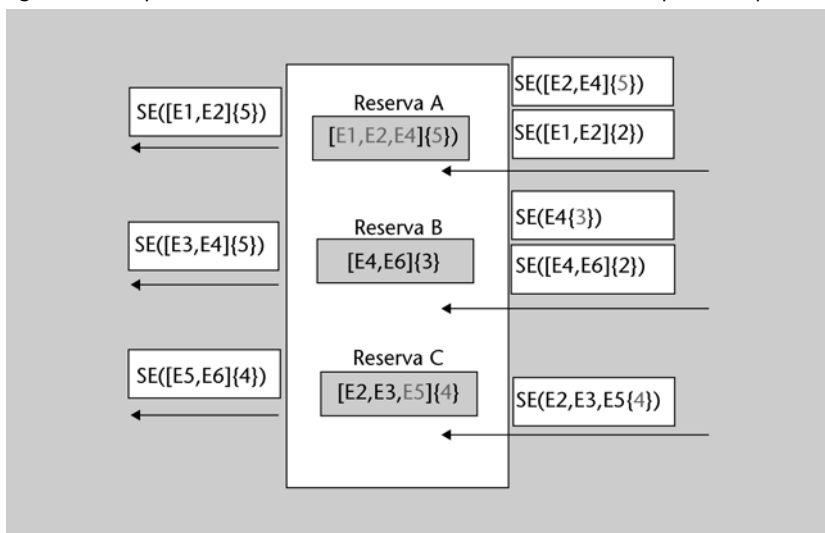 SE([E1,E2]{5})
Reserva A
[E1,E2,E4]{5})
SE([E2,E4]{5})
SE([E1,E2]{2})
SE([E3,E4]{5})
Reserva B
[E4,E6]{3}
SE(E4{3})
SE([E4,E6]{2})
SE([E5,E6]{4})
Reserva C
[E2,E3,E5]{4}
SE(E2,E3,E5{4})